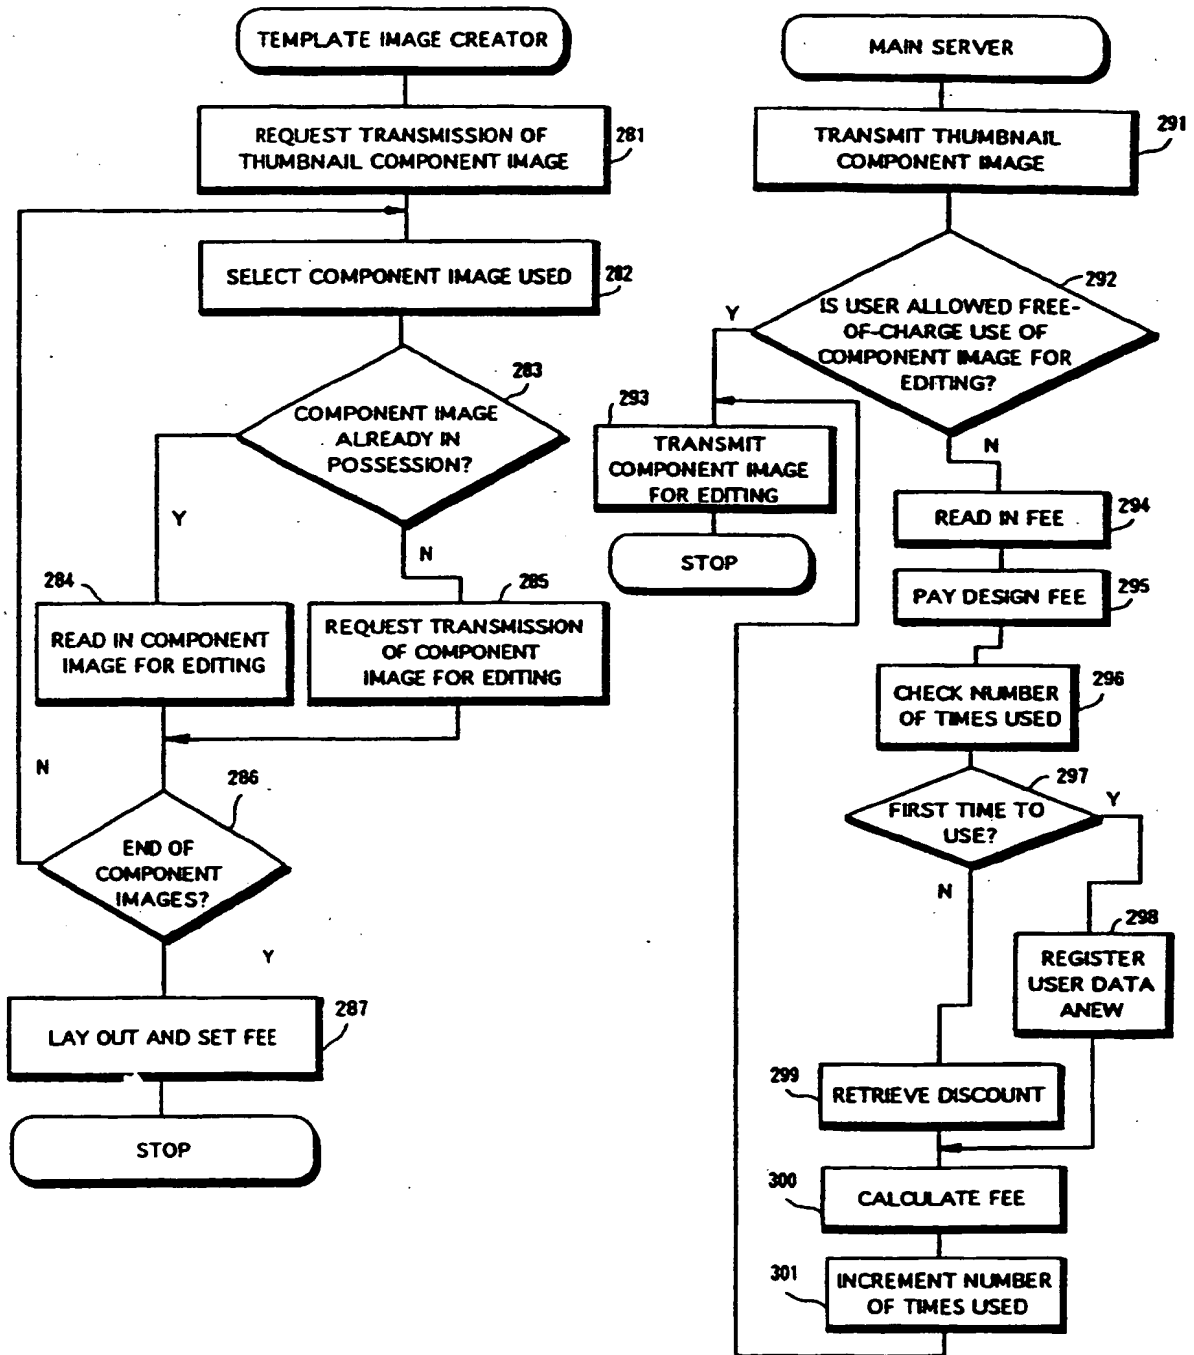 TEMPLATE IMAGE CREATOR
REQUEST TRANSMISSION OF
THUMBNAIL COMPONENT IMAGE
281
SELECT COMPONENT IMAGE USED
282
283
COMPONENT IMAGE
ALREADY IN
POSSESSION?
Y
N
284
READ IN COMPONENT
IMAGE FOR EDITING
285
REQUEST TRANSMISSION
OF COMPONENT
IMAGE FOR EDITING
N
286
END OF
COMPONENT
IMAGES?
Y
LAY OUT AND SET FEE
287
STOP
MAIN SERVER
TRANSMIT THUMBNAIL
COMPONENT IMAGE
291
292
IS USER ALLOWED FREE-
OF-CHARGE USE OF
COMPONENT IMAGE FOR
EDITING?
Y
N
293
TRANSMIT
COMPONENT IMAGE
FOR EDITING
STOP
READ IN FEE
294
PAY DESIGN FEE
295
CHECK NUMBER
OF TIMES USED
296
297
FIRST TIME TO
USE?
Y
N
298
REGISTER
USER DATA
ANEW
299
RETRIEVE DISCOUNT
300
CALCULATE FEE
301
INCREMENT NUMBER
OF TIMES USED